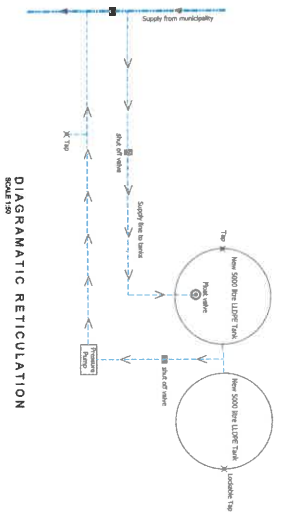 Supply from municipality
shut off valve
Tap
Supply line to tanks
Tap
New 5000 litre LLDPE Tank
Float valve
Pressure
Pump
shut off valve
New 5000 litre LLDPE Tank
Lockable Tap
DIAGRAMATIC RETICULATION
SCALE 1:50